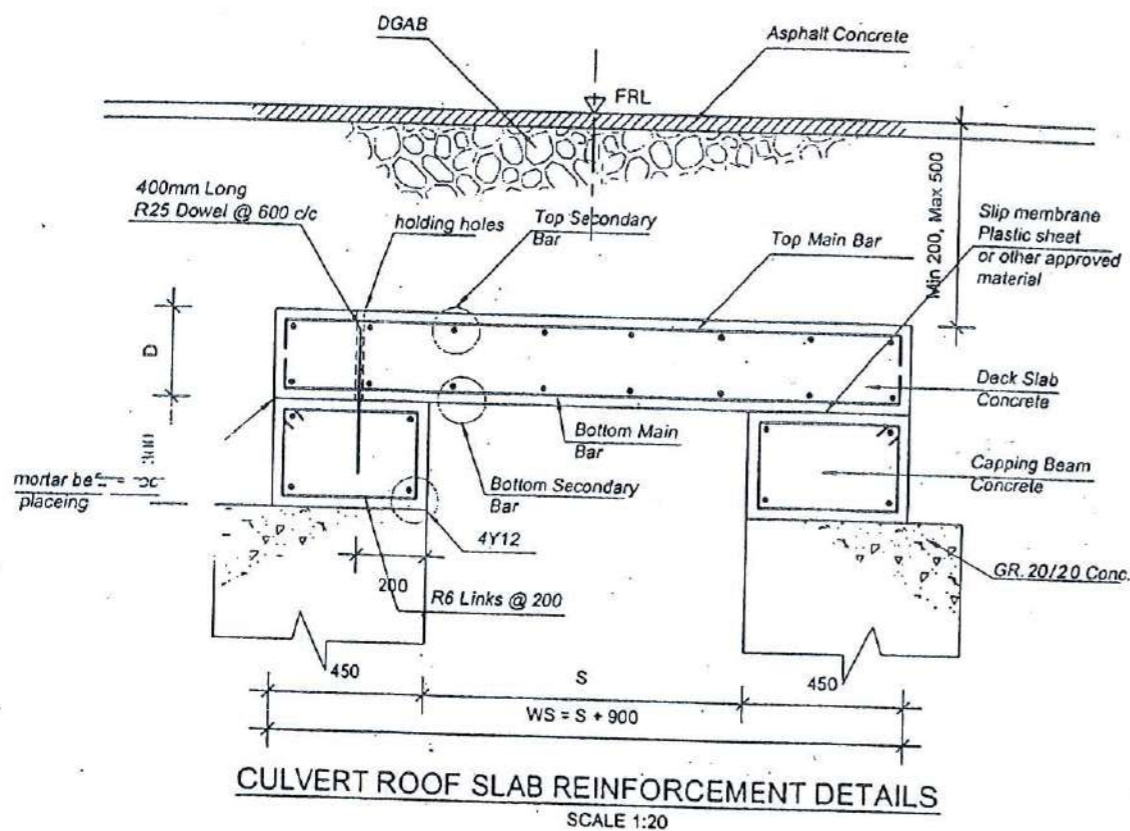 DGAB
Asphalt Concrete
FRL
400mm Long
R25 Dowel @ 600 c/c
holding holes
Top Secondary
Bar
Top Main Bar
Min 200, Max 500
Slip membrane
Plastic sheet
or other approved
material
D
300
Deck Slab
Concrete
Bottom Main
Bar
mortar
placeing
Bottom Secondary
Bar
Capping Beam
Concrete
4Y12
200
R6 Links @ 200
GR.20/20 Conc.
450
S
450
WS = S + 900
CULVERT ROOF SLAB REINFORCEMENT DETAILS
SCALE 1:20